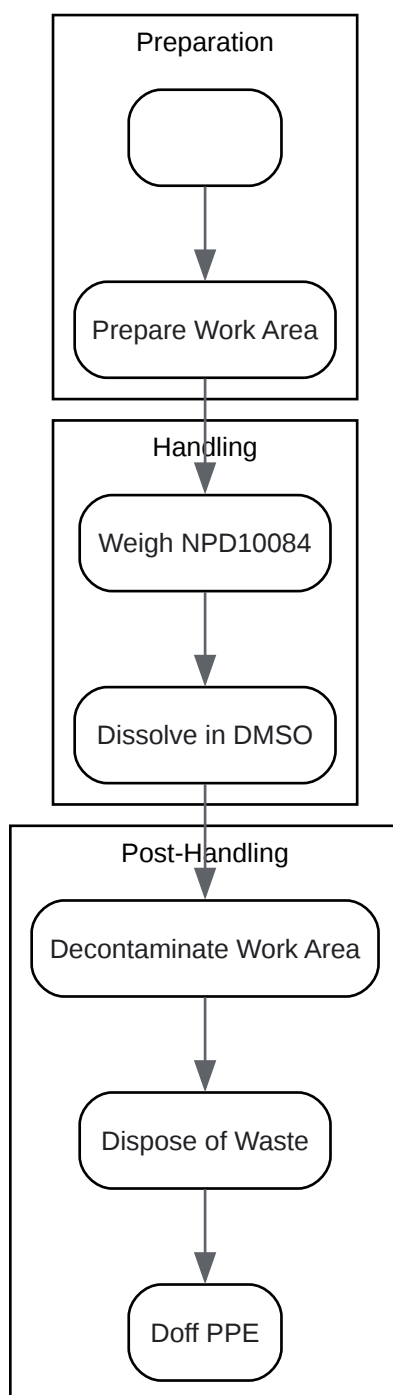 Preparation
Prepare Work Area
Handling
Weigh NPD10084
Dissolve in DMSO
Post-Handling
Decontaminate Work Area
Dispose of Waste
Doff PPE